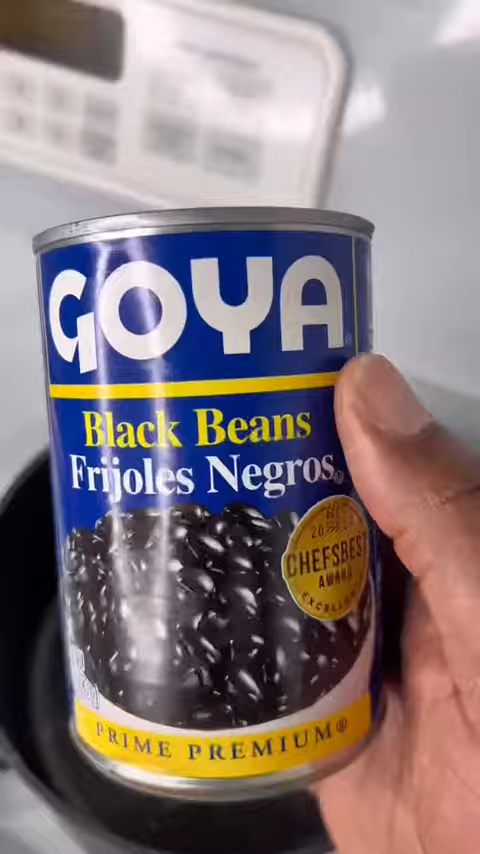 GOYA
Black Beans
Frijoles Negros
CHEFSBEST
AWARD
PRIME PREMIUM®